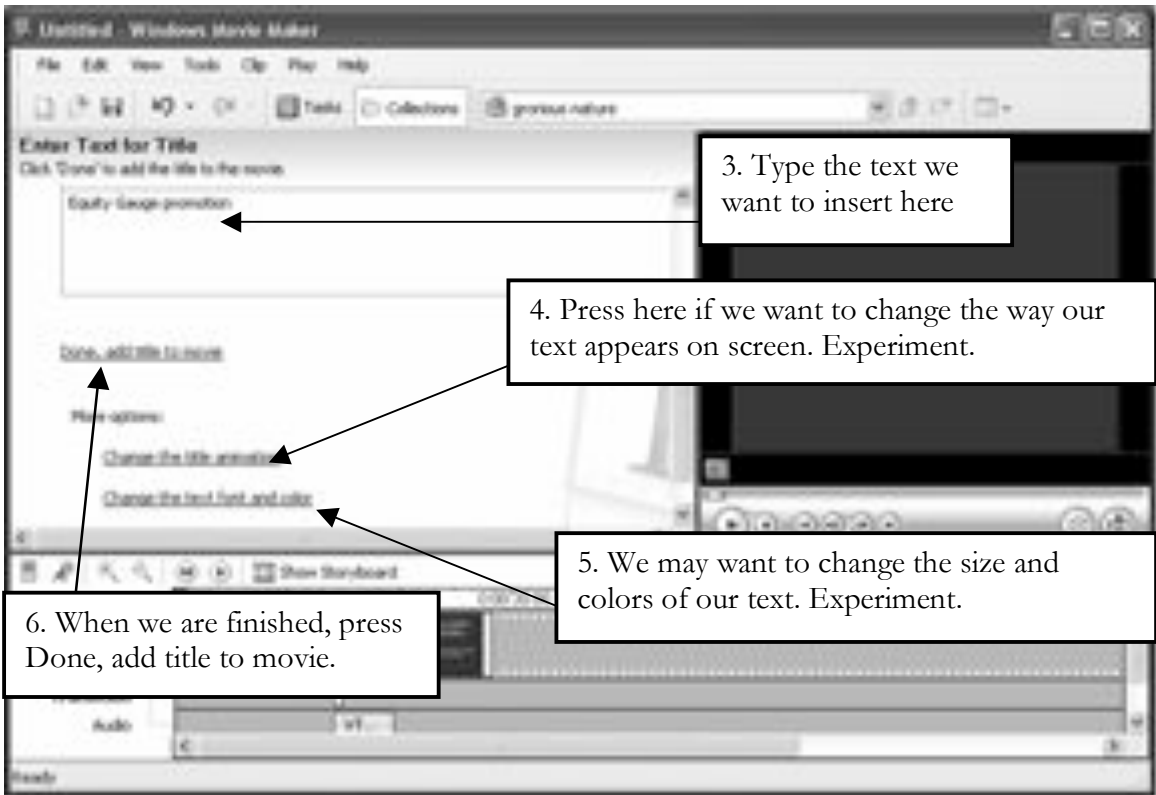 Untitled - Windows Movie Maker
File Edit View Tools Clip Play Help
Tasks Collections
Enter Text for Title
Click 'Done' to add the title to the movie.
Equity Gauge promotion
3. Type the text we
want to insert here
4. Press here if we want to change the way our
text appears on screen. Experiment.
Done, add title to movie
More options:
Change the title animation
Change the text font and color
5. We may want to change the size and
colors of our text. Experiment.
Show Storyboard
6. When we are finished, press
Done, add title to movie.
Audio
Ready